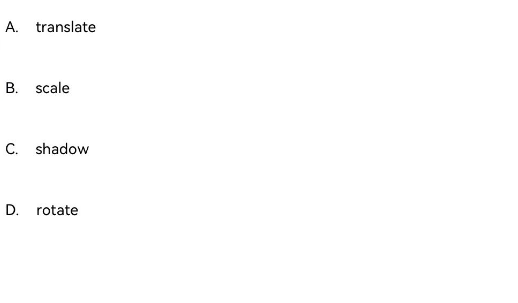 A. translate
B. scale
C. shadow
D. rotate